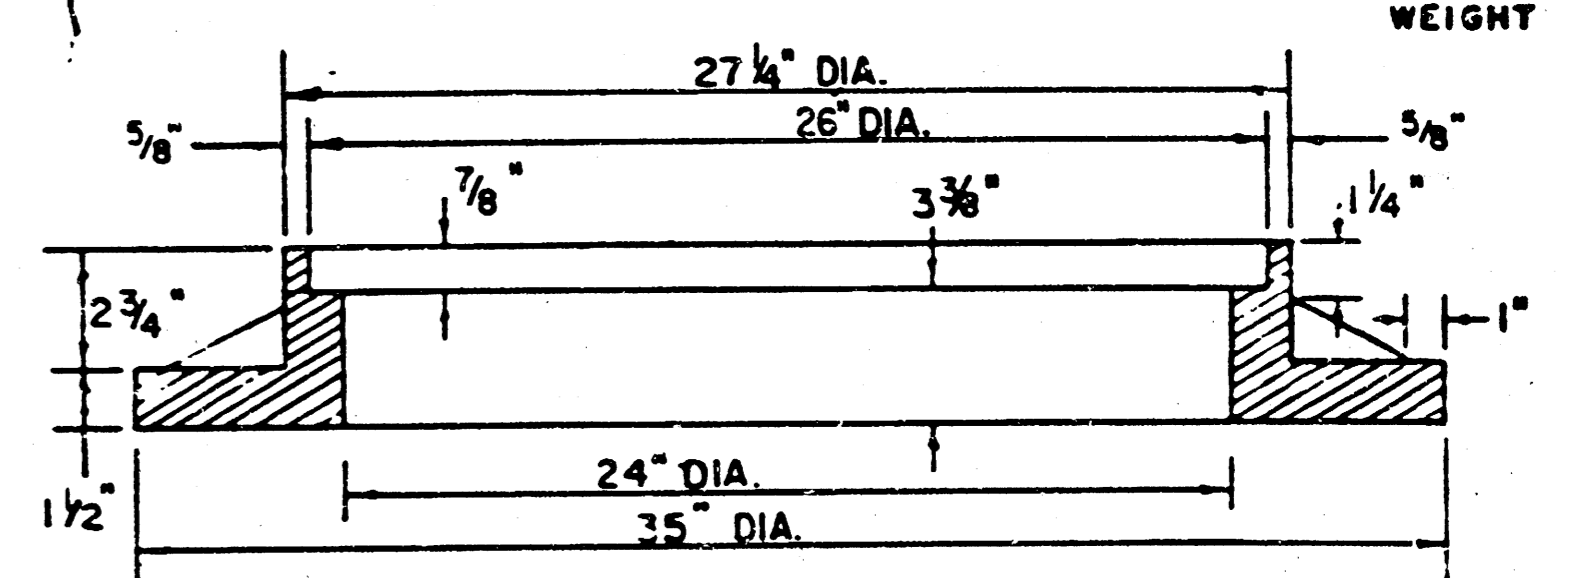 WEIGHT
27 1/4" DIA.
26" DIA.
5/8"
5/8"
7/8"
3 3/8"
1 1/4"
2 3/4"
1"
24" DIA.
1 1/2"
35" DIA.